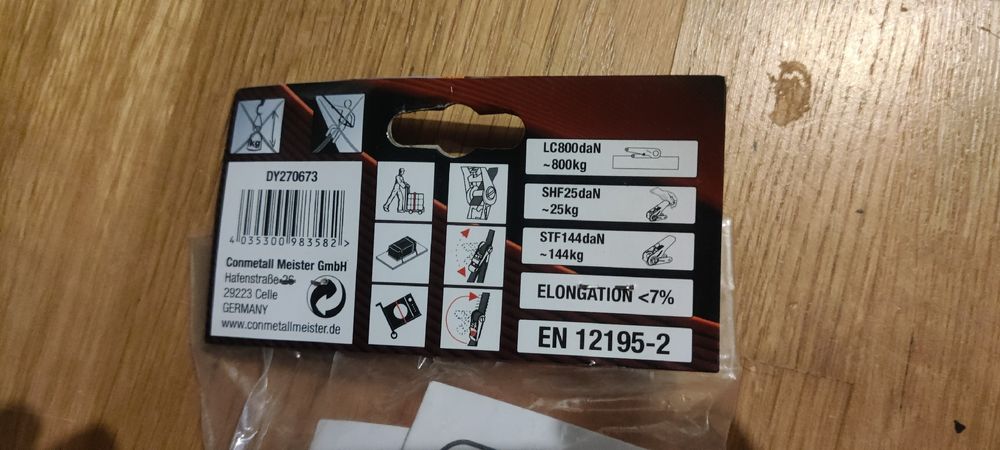 kg
DY270673
4 035300 983582 >
Conmetall Meister GmbH
Hafenstraße 26
29223 Celle
GERMANY
www.conmetallmeister.de
LC800daN
~800kg
SHF25daN
~25kg
STF144daN
~144kg
ELONGATION <7%
EN 12195-2